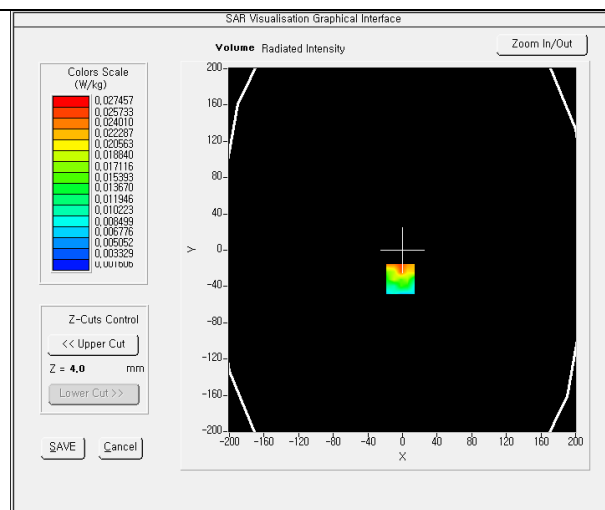 SAR Visualisation Graphical Interface
Volume Radiated Intensity
Zoom In/Out
Colors Scale
(W/kg)
0,027457
0,025733
0,024010
0,022287
0,020563
0,018840
0,017116
0,015393
0,013670
0,011946
0,010223
0,008499
0,006776
0,005052
0,003329
0,001606
200
160
120
80
40
0
-40
-80
-120
-160
-200
Y
-200 -160 -120 -80 -40 0 40 80 120 160 200
X
Z-Cuts Control
<< Upper Cut
Z = 4.0 mm
Lower Cut >>
SAVE Cancel